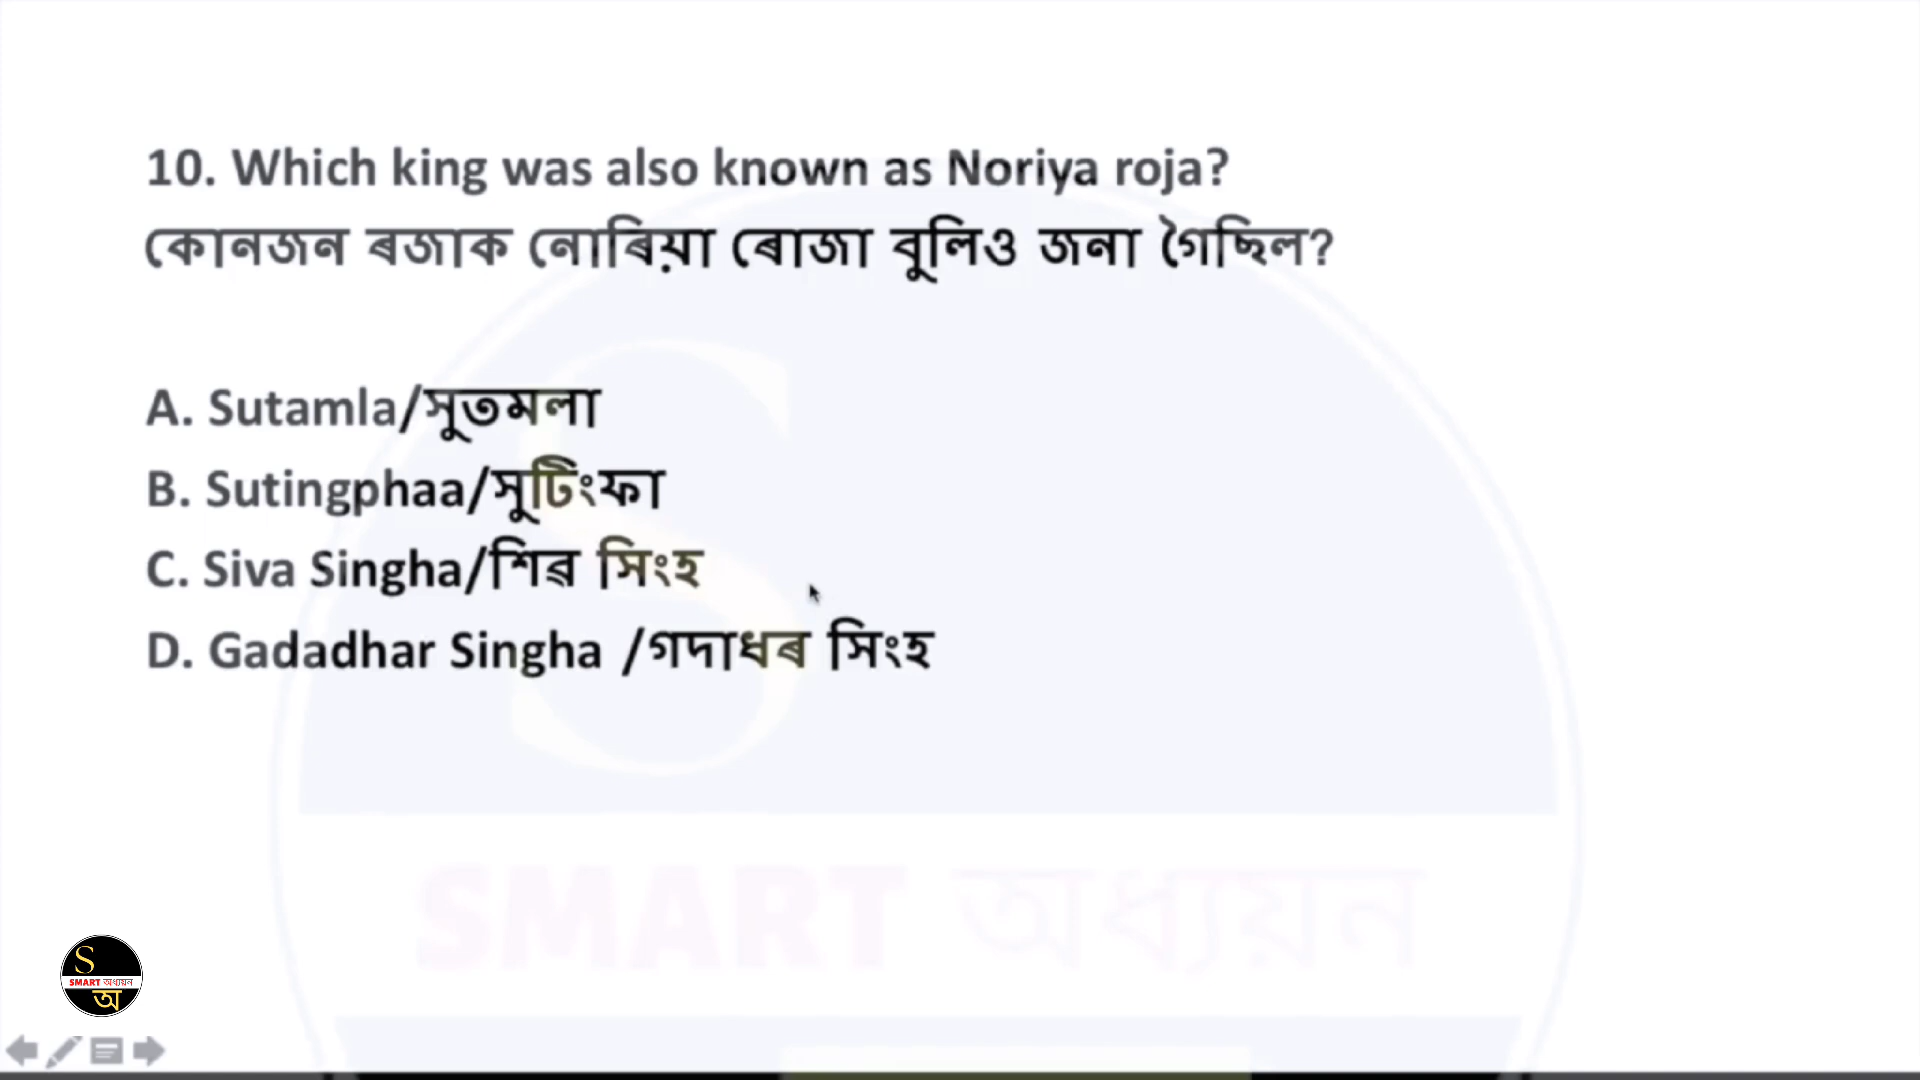 10. Which king was also known as Noriya roja?
কোনজন ৰজাক নোৰিয়া ৰোজা বুলিও জনা গৈছিল?
A. Sutamla/সুতমলা
B. Sutingphaa/সুটিংফা
C. Siva Singha/শিৱ সিংহ
D. Gadadhar Singha /গদাধৰ সিংহ
SMART অধ্যয়ন
S
SMART অধ্যয়ন
অ